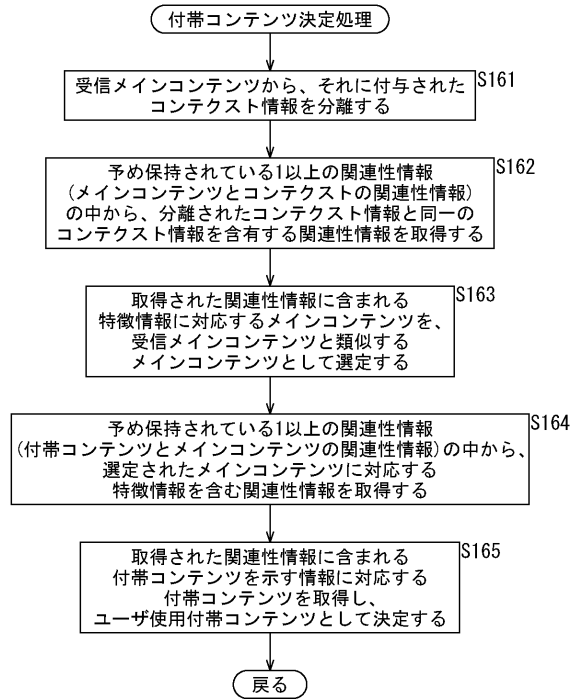 付帯コンテンツ決定処理
S161
受信メインコンテンツから、それに付与された
コンテクスト情報を分離する
S162
予め保持されている1以上の関連性情報
(メインコンテンツとコンテクストの関連性情報)
の中から、分離されたコンテクスト情報と同一の
コンテクスト情報を含有する関連性情報を取得する
S163
取得された関連性情報に含まれる
特徴情報に対応するメインコンテンツを、
受信メインコンテンツと類似する
メインコンテンツとして選定する
S164
予め保持されている1以上の関連性情報
(付帯コンテンツとメインコンテンツの関連性情報)の中から、
選定されたメインコンテンツに対応する
特徴情報を含む関連性情報を取得する
S165
取得された関連性情報に含まれる
付帯コンテンツを示す情報に対応する
付帯コンテンツを取得し、
ユーザ使用付帯コンテンツとして決定する
戻る